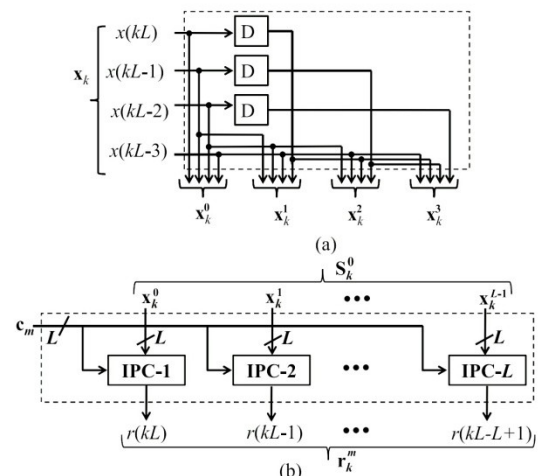 x(kL) D
x(kL-1) D
x_k
x(kL-2) D
x(kL-3)
x_k^0 x_k^1 x_k^2 x_k^3
(a)
S_k^0
x_k^0 x_k^1 ••• x_k^{L-1}
c_m L L L L
IPC-1 IPC-2 ••• IPC-L
r(kL) r(kL-1) ••• r(kL-L+1)
r_k^m
(b)